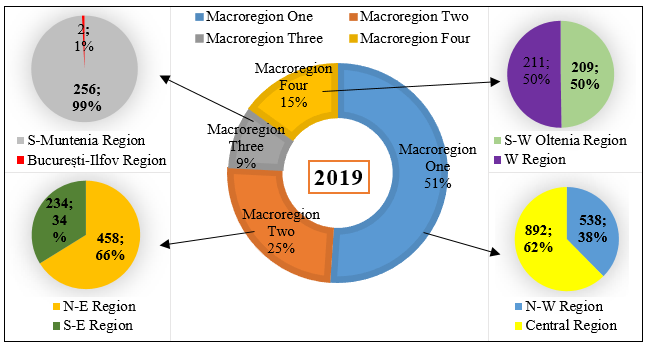 Macroregion One
Macroregion Two
Macroregion Three
Macroregion Four
2;
1%
256;
99%
S-Muntenia Region
București-Ilfov Region
211;
50%
209;
50%
S-W Oltenia Region
W Region
Macroregion
Four
15%
Macroregion
Three
9%
Macroregion
One
51%
2019
Macroregion
Two
25%
234;
34
%
458;
66%
N-E Region
S-E Region
892;
62%
538;
38%
N-W Region
Central Region